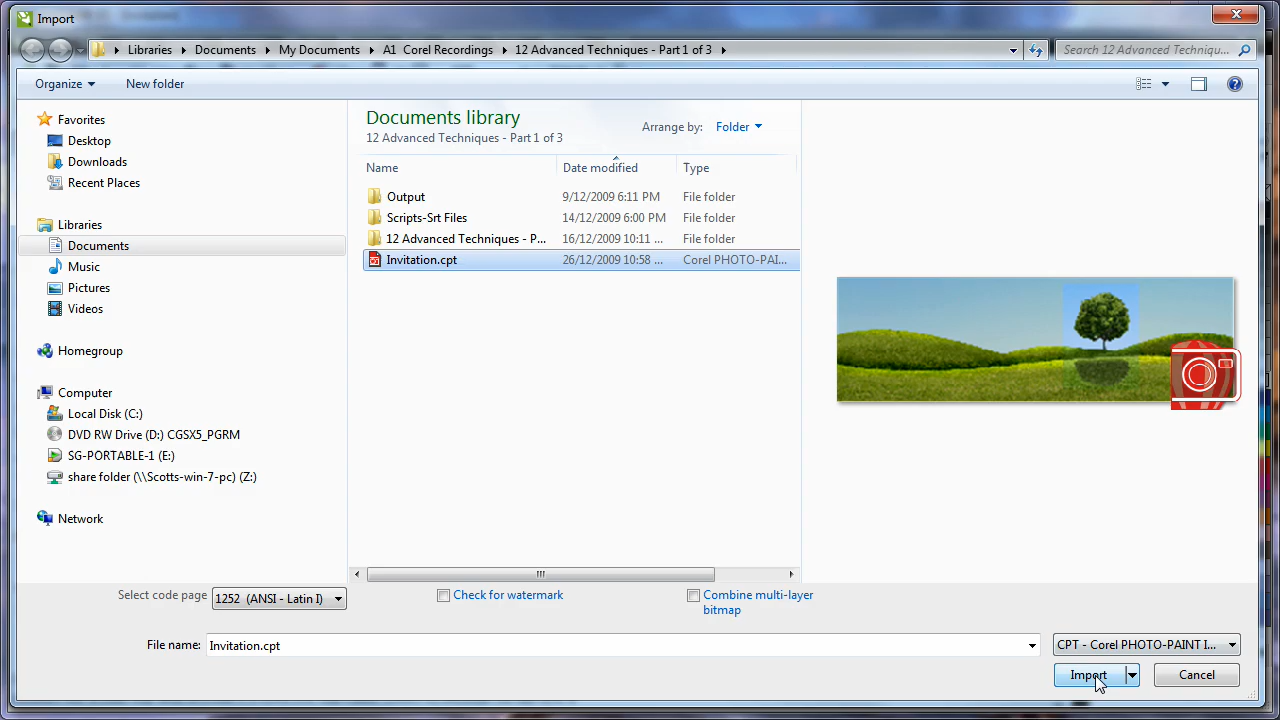 Import
Libraries Documents My Documents A1 Corel Recordings 12 Advanced Techniques - Part 1 of 3
Search 12 Advanced Techniqu...
Organize New folder
Favorites
Desktop
Downloads
Recent Places
Libraries
Documents
Music
Pictures
Videos
Homegroup
Computer
Local Disk (C:)
DVD RW Drive (D:) CGSX5_PGRM
SG-PORTABLE-1 (E:)
share folder (\\Scotts-win-7-pc) (Z:)
Network
Documents library
12 Advanced Techniques - Part 1 of 3
Arrange by: Folder
Name Date modified Type
Output 9/12/2009 6:11 PM File folder
Scripts-Srt Files 14/12/2009 6:00 PM File folder
12 Advanced Techniques - P... 16/12/2009 10:11 ... File folder
Invitation.cpt 26/12/2009 10:58 ... Corel PHOTO-PAI...
Select code page 1252 (ANSI - Latin I)
Check for watermark
Combine multi-layer
bitmap
File name: Invitation.cpt
CPT - Corel PHOTO-PAINT I...
Import Cancel